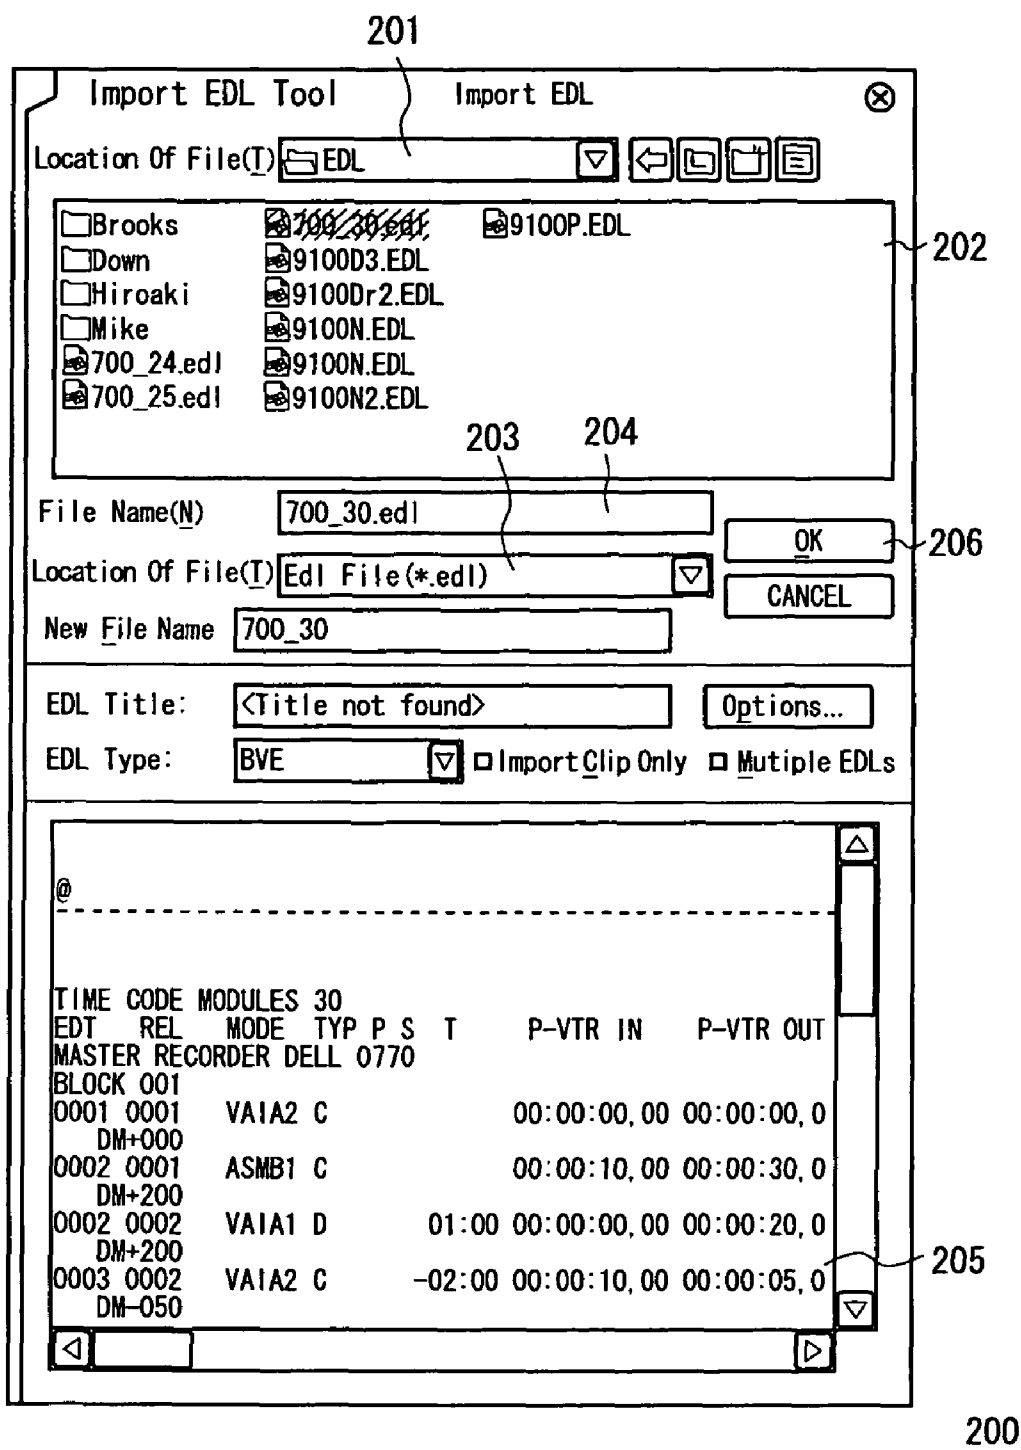 201
Import EDL Tool Import EDL
Location Of File(T) EDL
Brooks 700_30.edl 9100P.EDL
202
Down 9100D3.EDL
Hiroaki 9100Dr2.EDL
Mike 9100N.EDL
700_24.edl 9100N.EDL
700_25.edl 9100N2.EDL
203 204
File Name(N) 700_30.edl
OK 206
Location Of File(T) Edl File(*.edl)
CANCEL
New File Name 700_30
EDL Title: <Title not found> Options...
EDL Type: BVE Import Clip Only Mutiple EDLs
@
TIME CODE MODULES 30
EDT REL MODE TYP P S T P-VTR IN P-VTR OUT
MASTER RECORDER DELL 0770
BLOCK 001
0001 0001 VAIA2 C 00:00:00,00 00:00:00,0
DM+000
0002 0001 ASMB1 C 00:00:10,00 00:00:30,0
DM+200
0002 0002 VAIA1 D 01:00 00:00:00,00 00:00:20,0
DM+200
205
0003 0002 VAIA2 C -02:00 00:00:10,00 00:00:05,0
DM-050
200